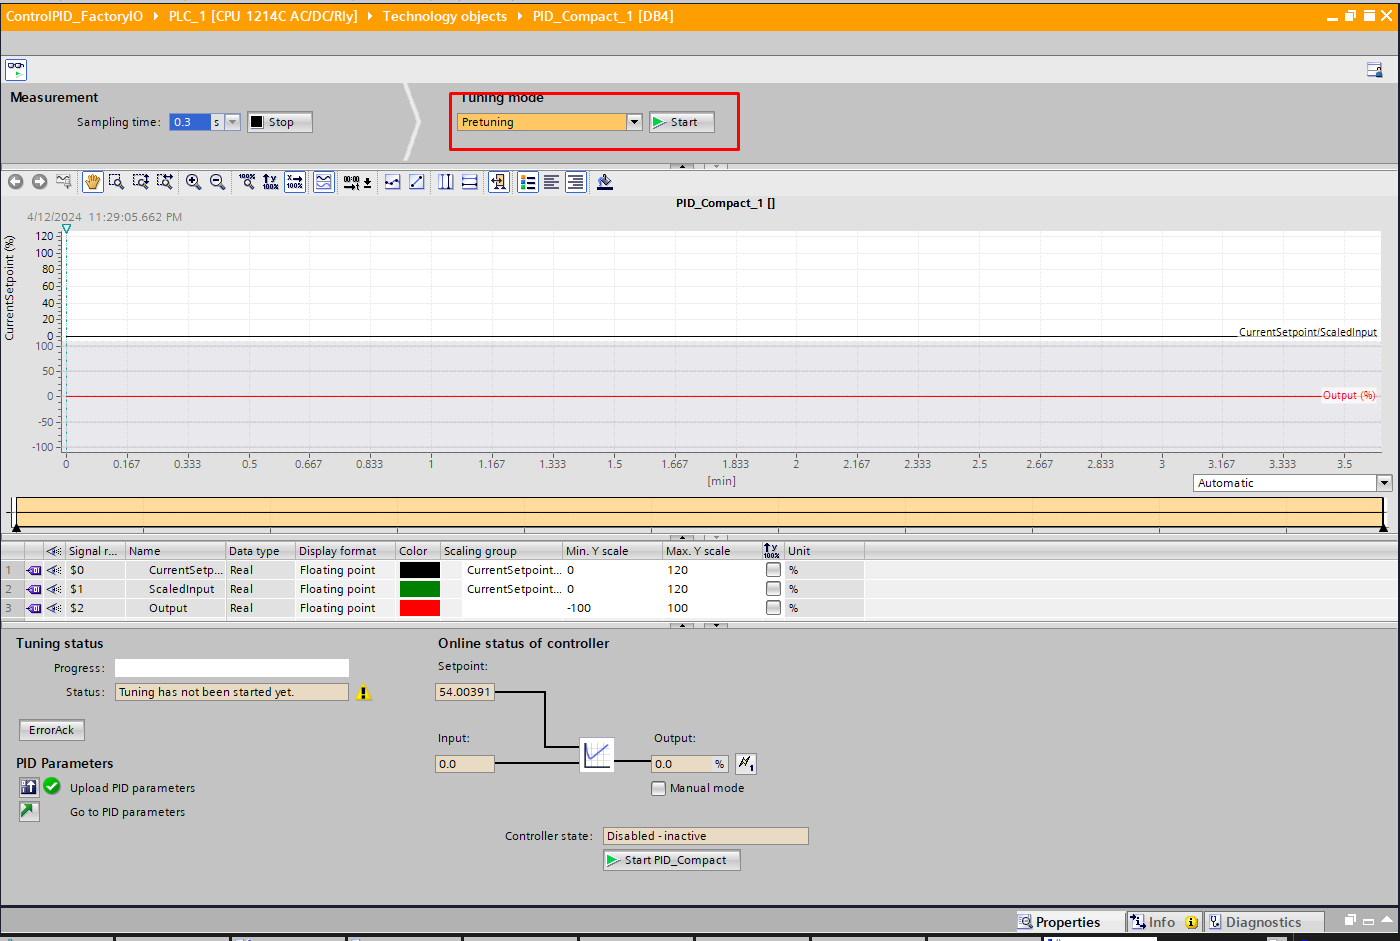 ControlPID_FactoryIO PLC_1 [CPU 1214C AC/DC/Rly] Technology objects PID_Compact_1 [DB4]
Measurement
Sampling time: 0.3 s Stop
Tuning mode
Pretuning Start
PID_Compact_1 []
4/12/2024 11:29:05.662 PM
CurrentSetpoint (%)
120
100
80
60
40
20
0
CurrentSetpoint/ScaledInput
100
50
0
-50
-100
Output (%)
0 0.167 0.333 0.5 0.667 0.833 1 1.167 1.333 1.5 1.667 1.833 2 2.167 2.333 2.5 2.667 2.833 3 3.167 3.333 3.5
[min]
Automatic
Signal r... Name Data type Display format Color Scaling group Min. Y scale Max. Y scale Unit
1 $0 CurrentSetp... Real Floating point CurrentSetpoint... 0 120 %
2 $1 ScaledInput Real Floating point CurrentSetpoint... 0 120 %
3 $2 Output Real Floating point -100 100 %
Tuning status
Progress:
Status: Tuning has not been started yet.
ErrorAck
PID Parameters
Upload PID parameters
Go to PID parameters
Online status of controller
Setpoint:
54.00391
Input:
0.0
Output:
0.0 %
Manual mode
Controller state: Disabled - inactive
Start PID_Compact
Properties Info Diagnostics